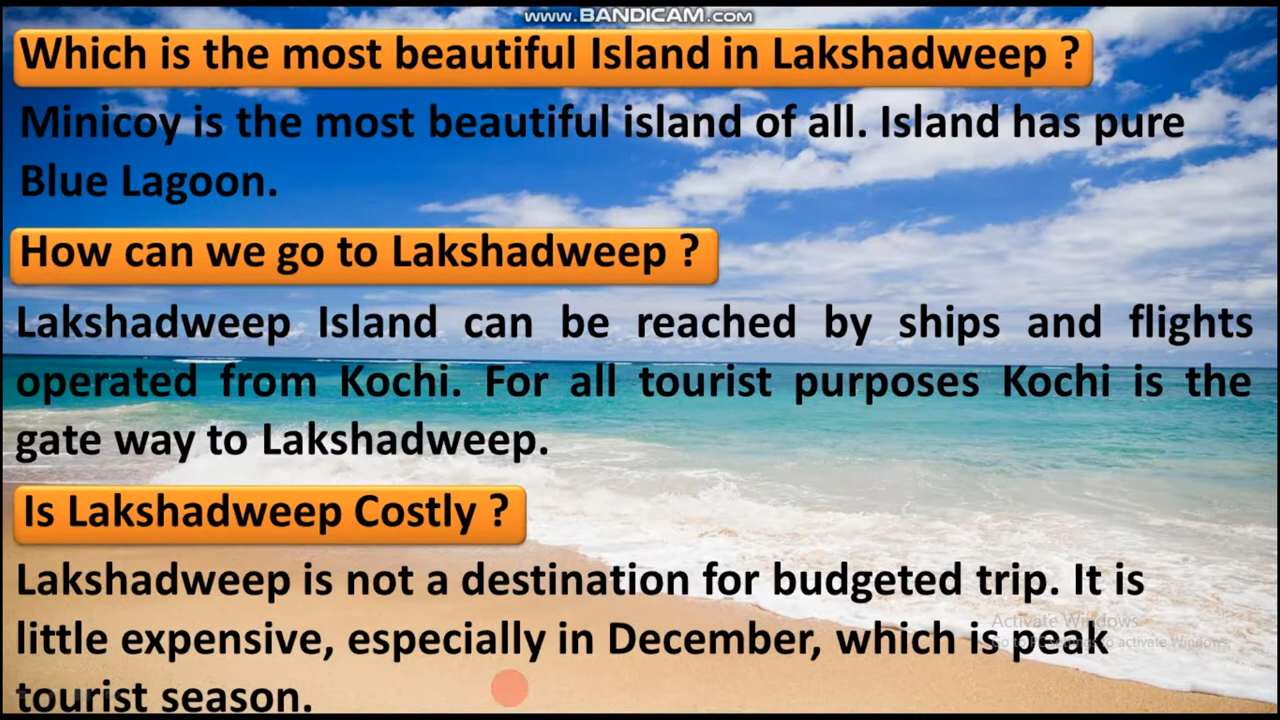 www.BANDICAM.com
Which is the most beautiful Island in Lakshadweep ?
Minicoy is the most beautiful island of all. Island has pure
Blue Lagoon.
How can we go to Lakshadweep ?
Lakshadweep Island can be reached by ships and flights
operated from Kochi. For all tourist purposes Kochi is the
gate way to Lakshadweep.
Is Lakshadweep Costly ?
Lakshadweep is not a destination for budgeted trip. It is
Activate Windows
little expensive, especially in December, which is peak
to activate Windows.
tourist season.